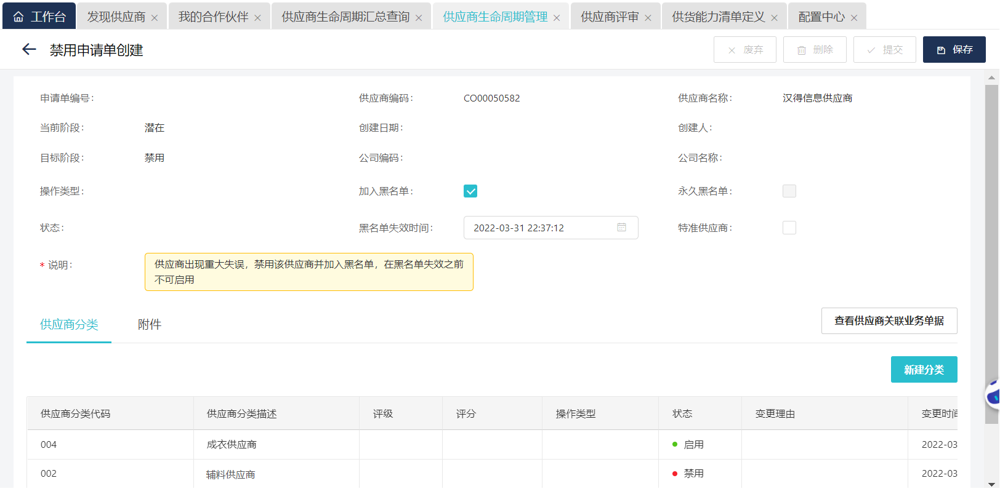 工作台 发现供应商 我的合作伙伴 供应商生命周期汇总查询 供应商生命周期管理 供应商评审 供货能力清单定义 配置中心
禁用申请单创建 废弃 删除 提交 保存
申请单编号: 供应商编码: CO00050582 供应商名称: 汉得信息供应商
当前阶段: 潜在 创建日期: 创建人:
目标阶段: 禁用 公司编码: 公司名称:
操作类型: 加入黑名单: 永久黑名单:
状态: 黑名单失效时间: 2022-03-31 22:37:12 特准供应商:
* 说明: 供应商出现重大失误，禁用该供应商并加入黑名单，在黑名单失效之前
不可启用
供应商分类 附件 查看供应商关联业务单据
新建分类
供应商分类代码 供应商分类描述 评级 评分 操作类型 状态 变更理由 变更时间
004 成衣供应商 启用 2022-03
002 辅料供应商 禁用 2022-03